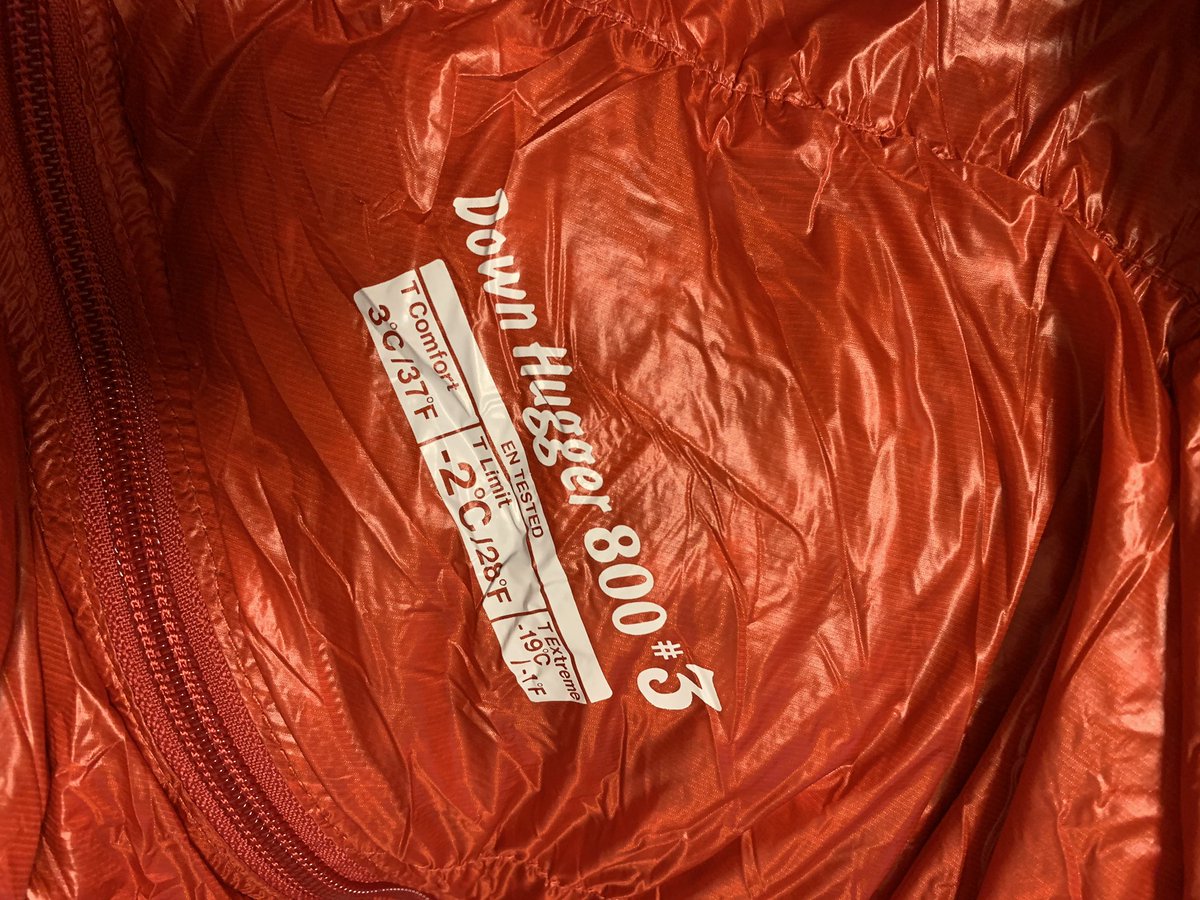 Down Hugger 800 #3
EN TESTED
T Comfort
3°C/37°F
T Limit
-2°C/28°F
T Extreme
-19°C
/-1°F